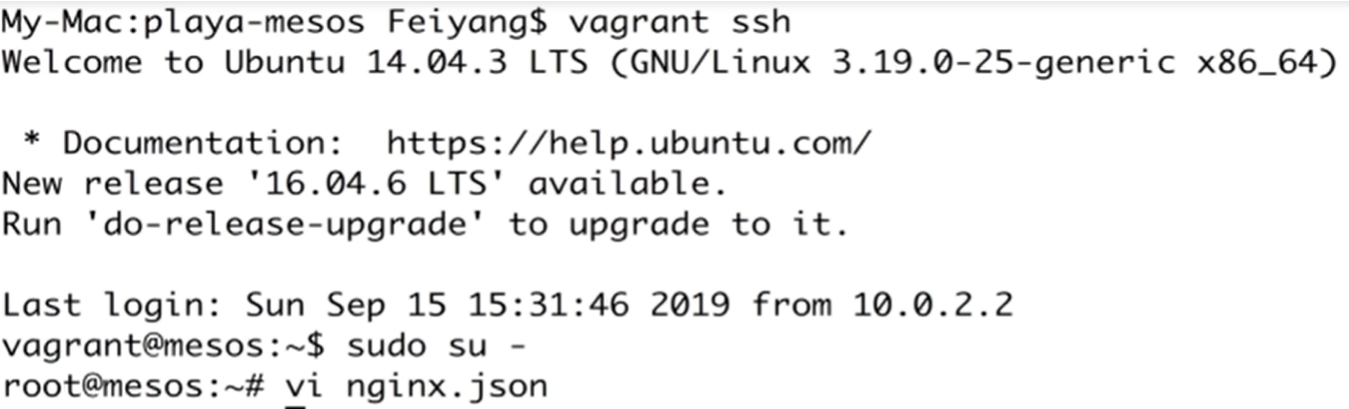 My-Mac:playa-mesos Feiyang$ vagrant ssh
Welcome to Ubuntu 14.04.3 LTS (GNU/Linux 3.19.0-25-generic x86_64)
* Documentation:  https://help.ubuntu.com/
New release '16.04.6 LTS' available.
Run 'do-release-upgrade' to upgrade to it.
Last login: Sun Sep 15 15:31:46 2019 from 10.0.2.2
vagrant@mesos:~$ sudo su -
root@mesos:~# vi nginx.json